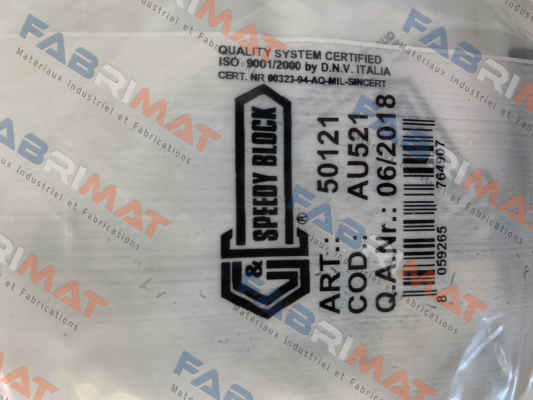 QUALITY SYSTEM CERTIFIED
ISO 9001/2000 by D.N.V. ITALIA
CERT. NR 00323-94-AQ-MIL-SINCERT
SPEEDY BLOCK
G&L
®
ART.: 50121
COD.: AU521
Q.A.Nr.: 06/2018
8 059265 764907
FABRIMAT
Matériaux Industriel et Fabrications